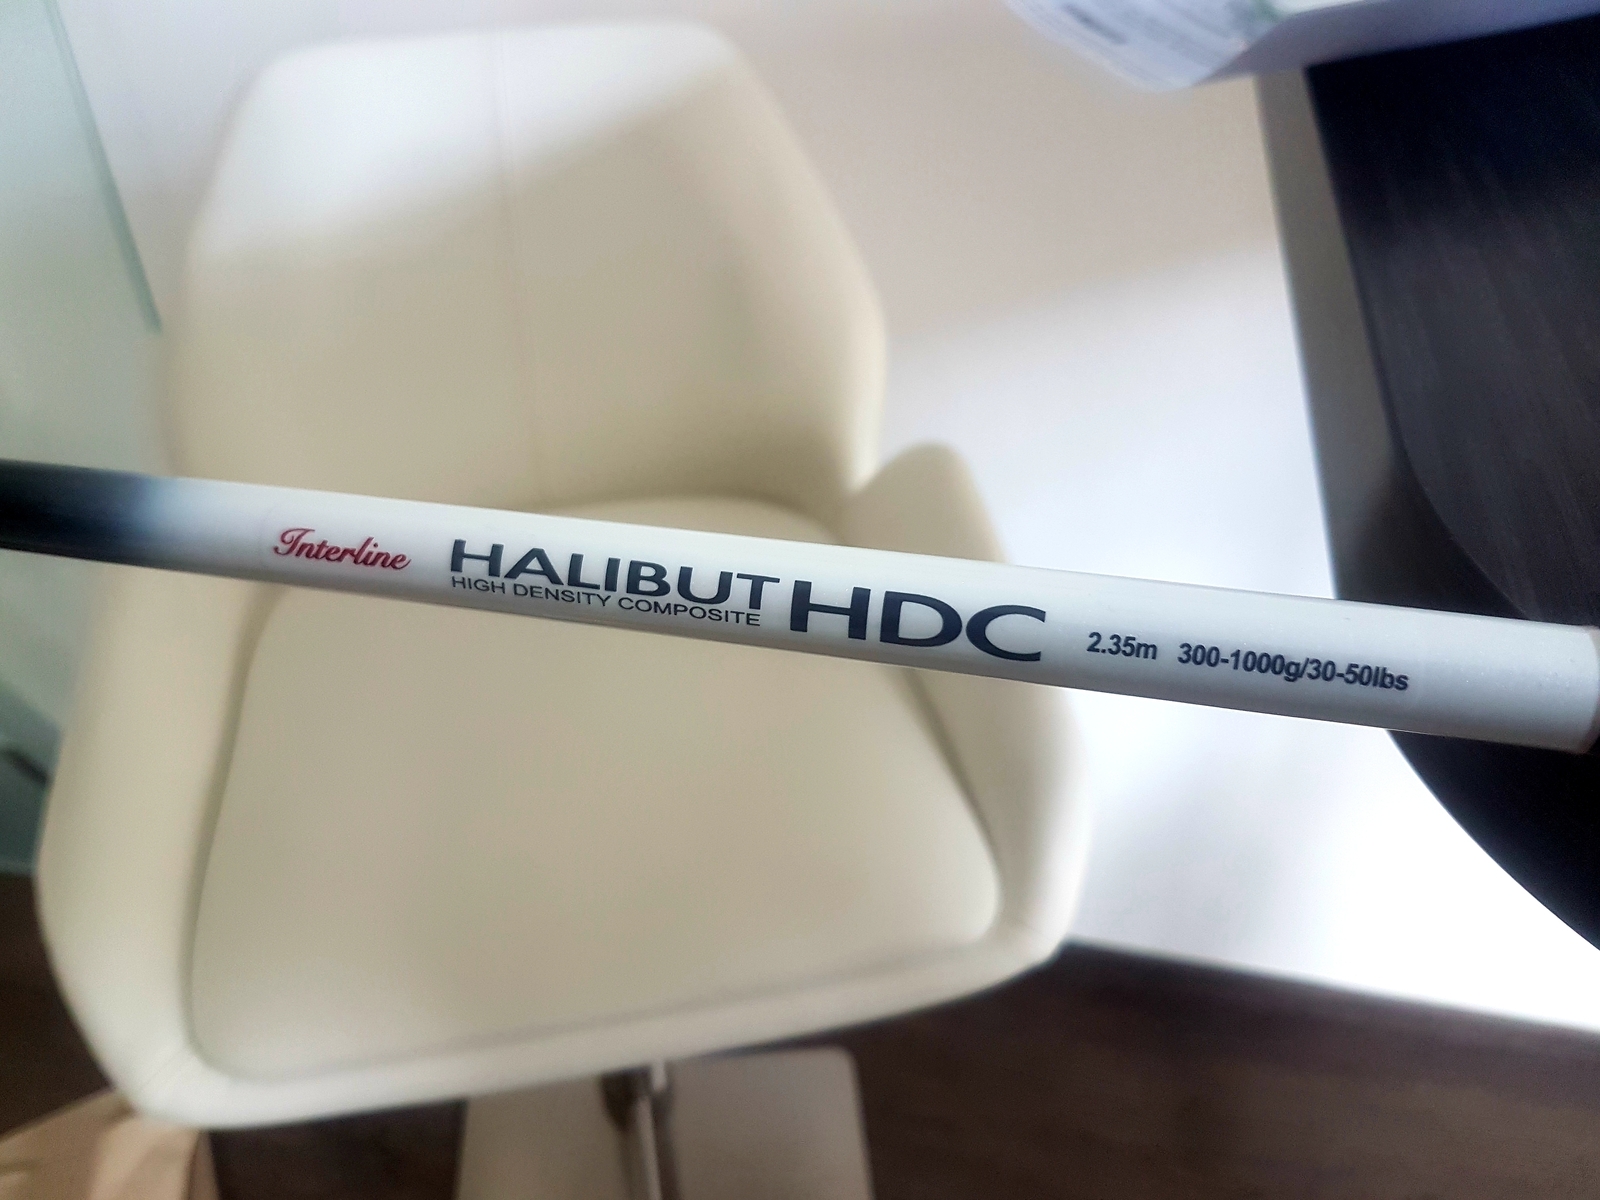 Interline HALIBUT HDC 2.35m 300-1000g/30-50lbs
HIGH DENSITY COMPOSITE